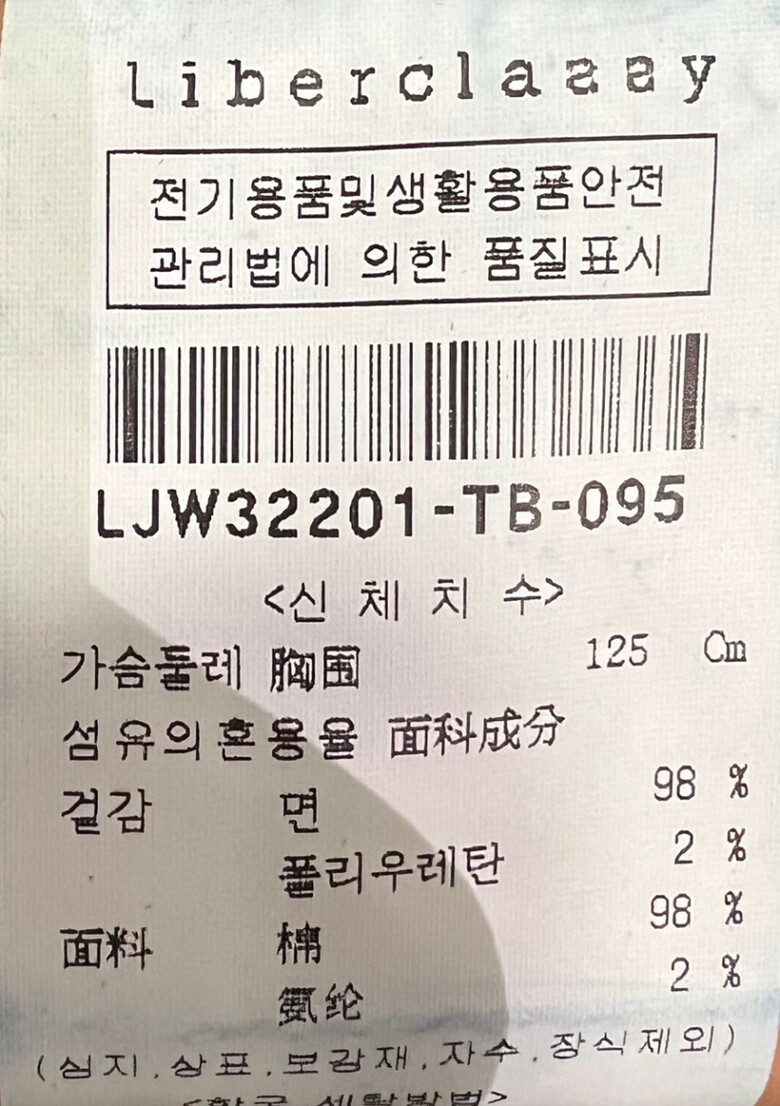 liberclaaay
전기용품및생활용품안전
관리법에 의한 품질표시
LJW32201-TB-095
<신 체 치 수>
가슴둘레 胸围 125 Cm
섬유의혼용율 面科成分
겉감 면 98 %
폴리우레탄 2 %
面料 棉 98 %
氨纶 2 %
(심지.상표.보강재.자수.장식제외)